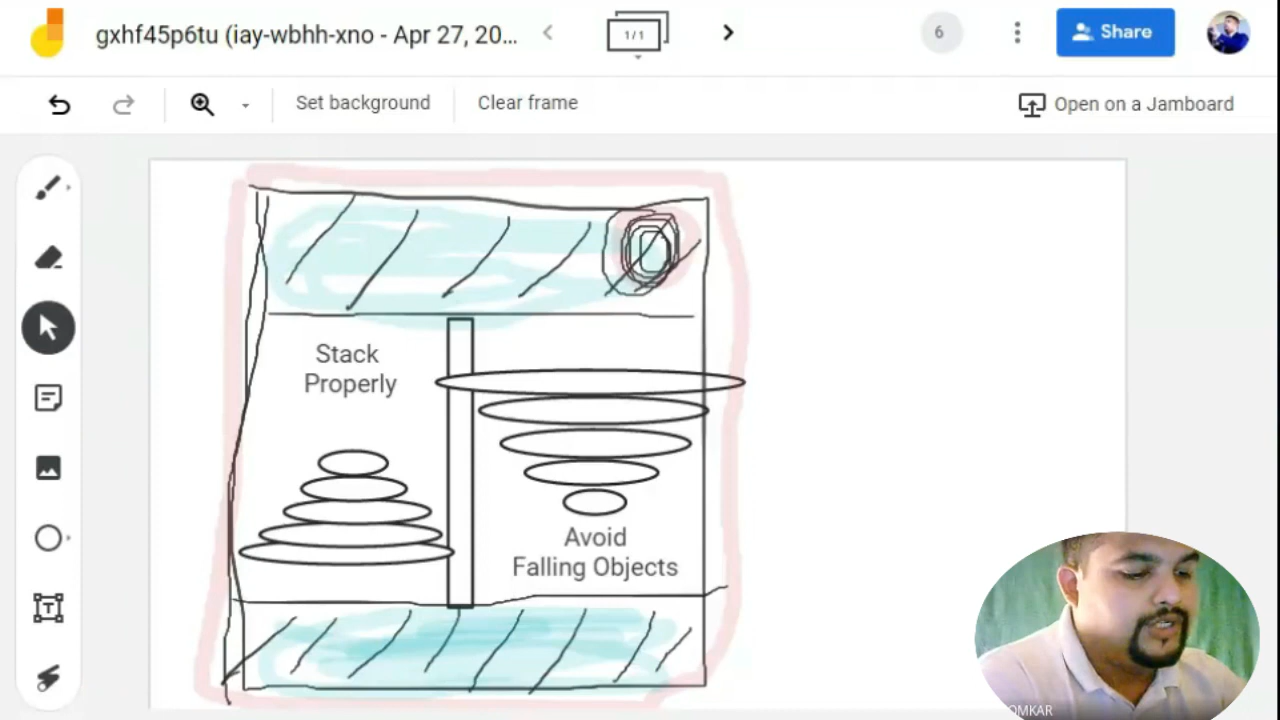 gxhf45p6tu (iay-wbhh-xno - Apr 27, 20...
1/1
6
Share
Set background
Clear frame
Open on a Jamboard
Stack
Properly
Avoid
Falling Objects
OMKAR